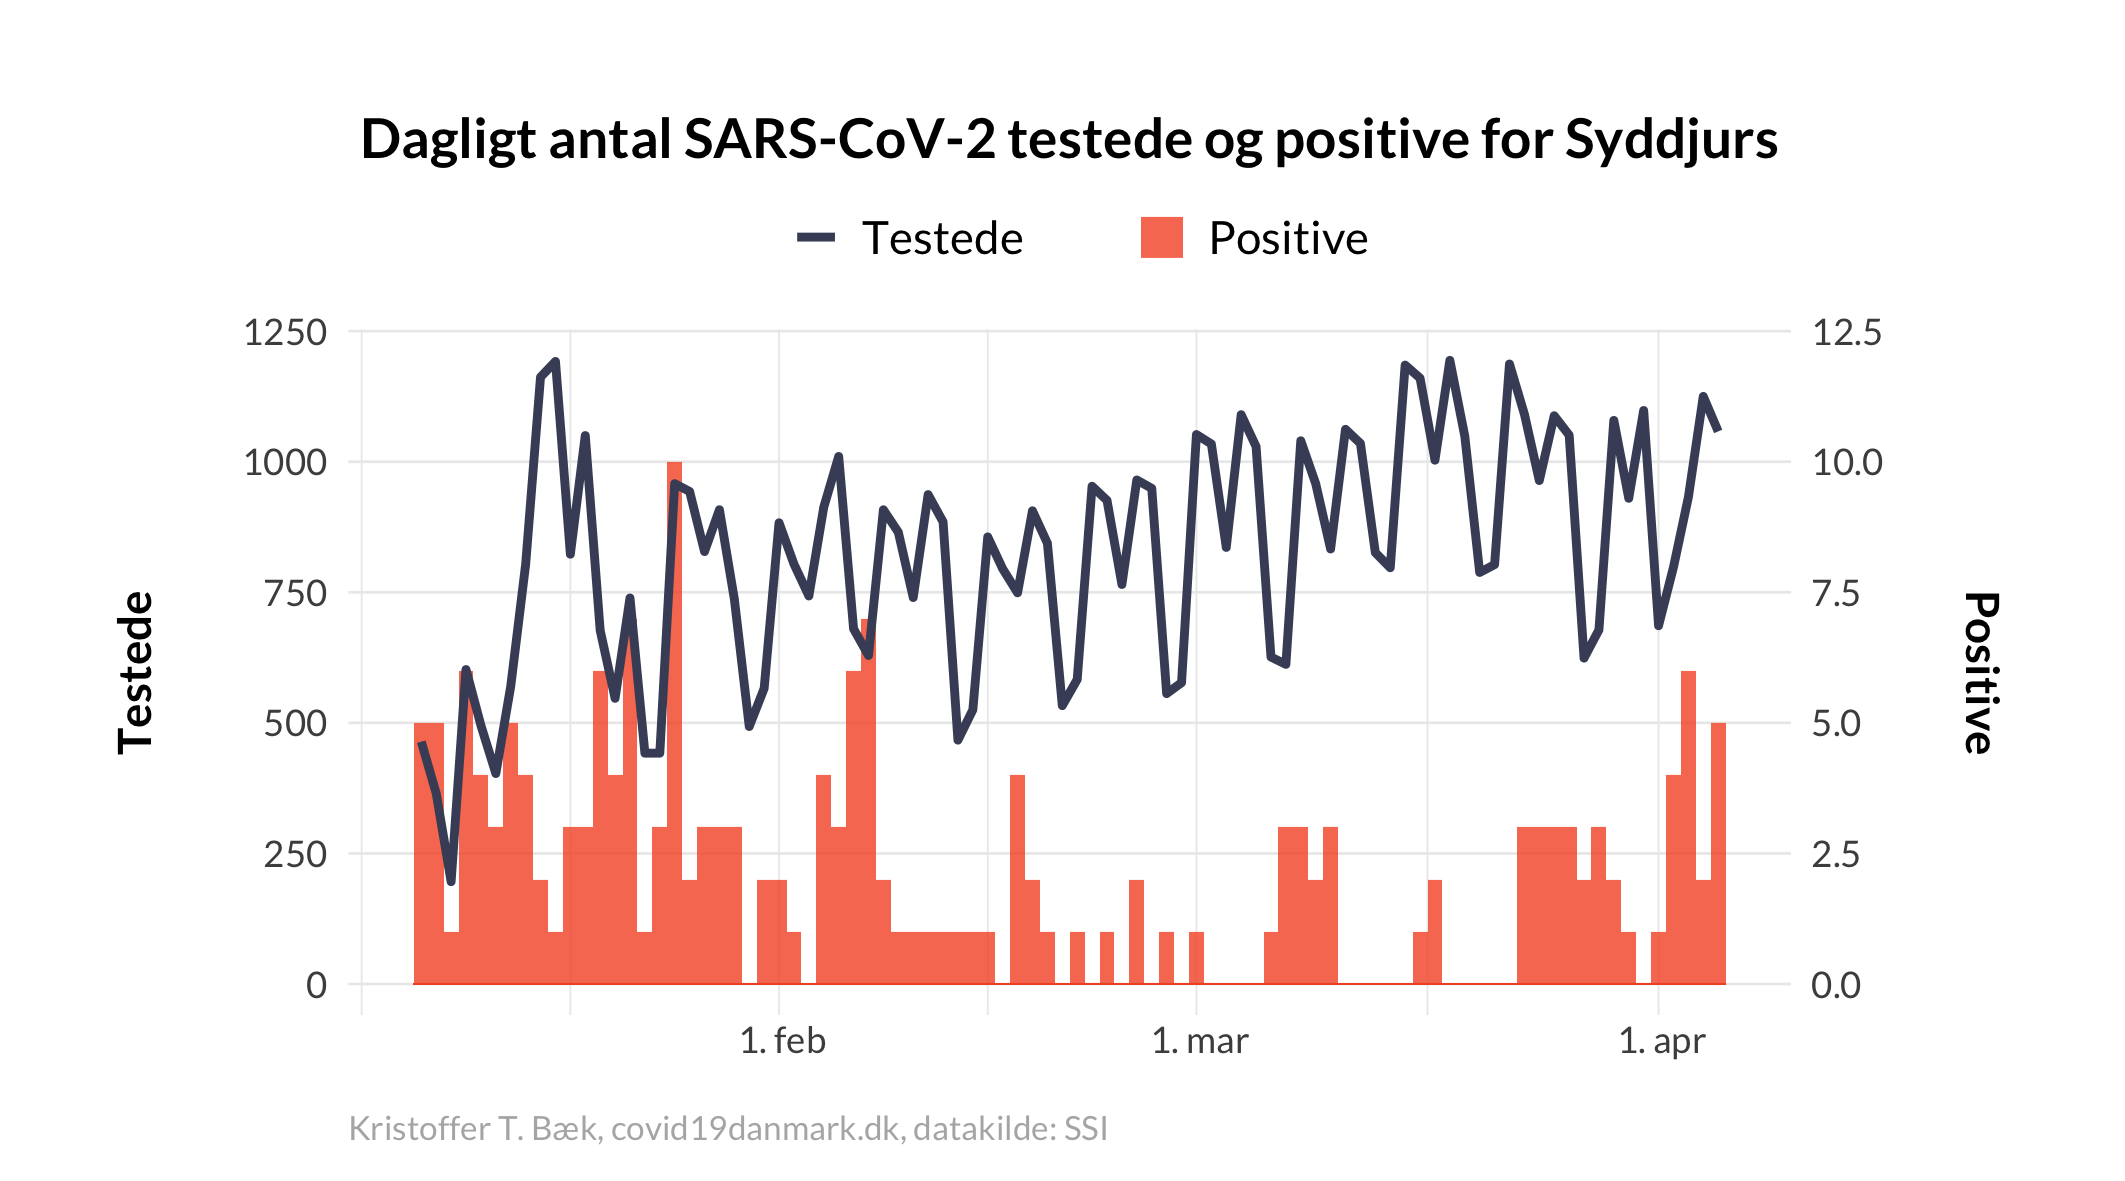 Dagligt antal SARS-CoV-2 testede og positive for Syddjurs
Testede Positive
1250 12.5
1000 10.0
750 7.5
500 5.0
250 2.5
0 0.0
Testede
Positive
1. feb 1. mar 1. apr
Kristoffer T. Bæk, covid19danmark.dk, datakilde: SSI